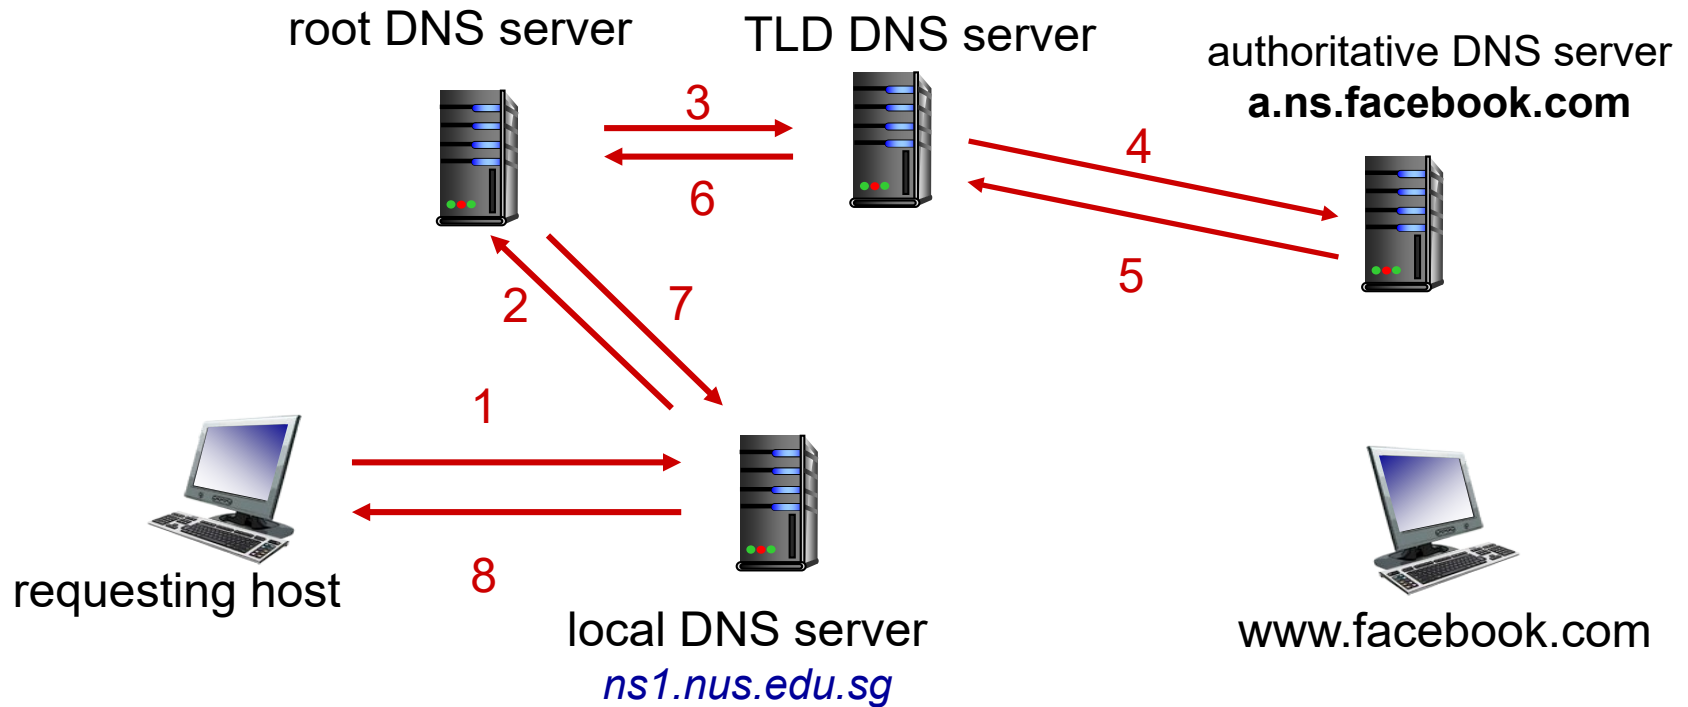 root DNS server
TLD DNS server
authoritative DNS server
a.ns.facebook.com
3
6
4
5
2
7
1
8
requesting host
local DNS server
ns1.nus.edu.sg
www.facebook.com